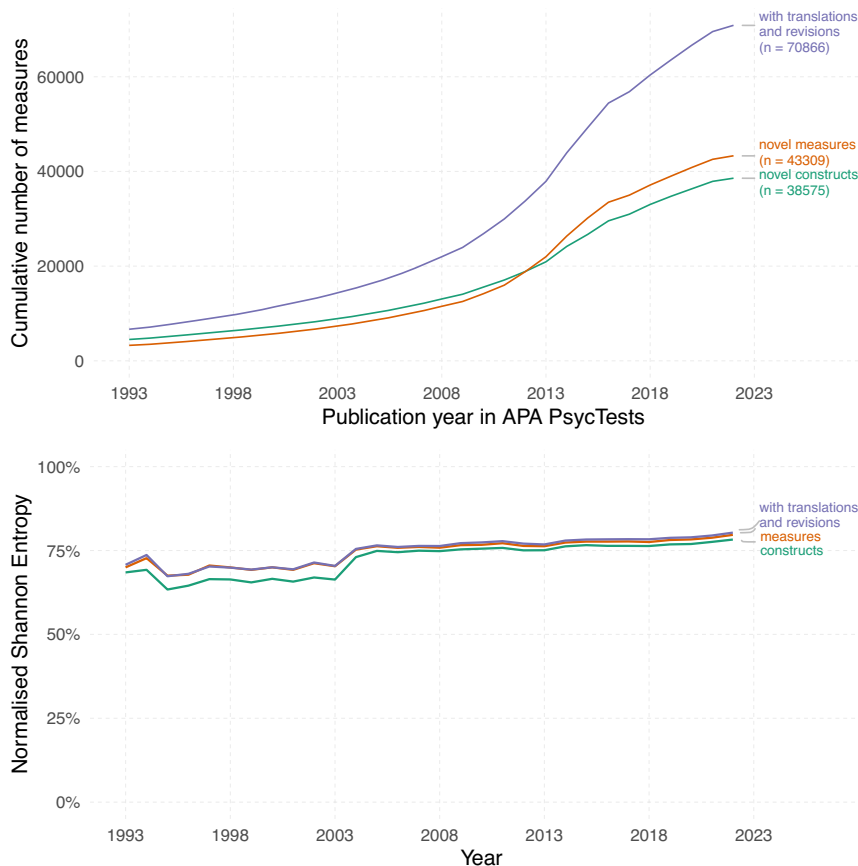 with translations
and revisions
(n = 70866)
60000
novel measures
(n = 43309)
40000
novel constructs
(n = 38575)
20000
0
Cumulative number of measures
1993 1998 2003 2008 2013 2018 2023
Publication year in APA PsycTests
100%
with translations
and revisions
measures
75%
constructs
50%
25%
0%
Normalised Shannon Entropy
1993 1998 2003 2008 2013 2018 2023
Year